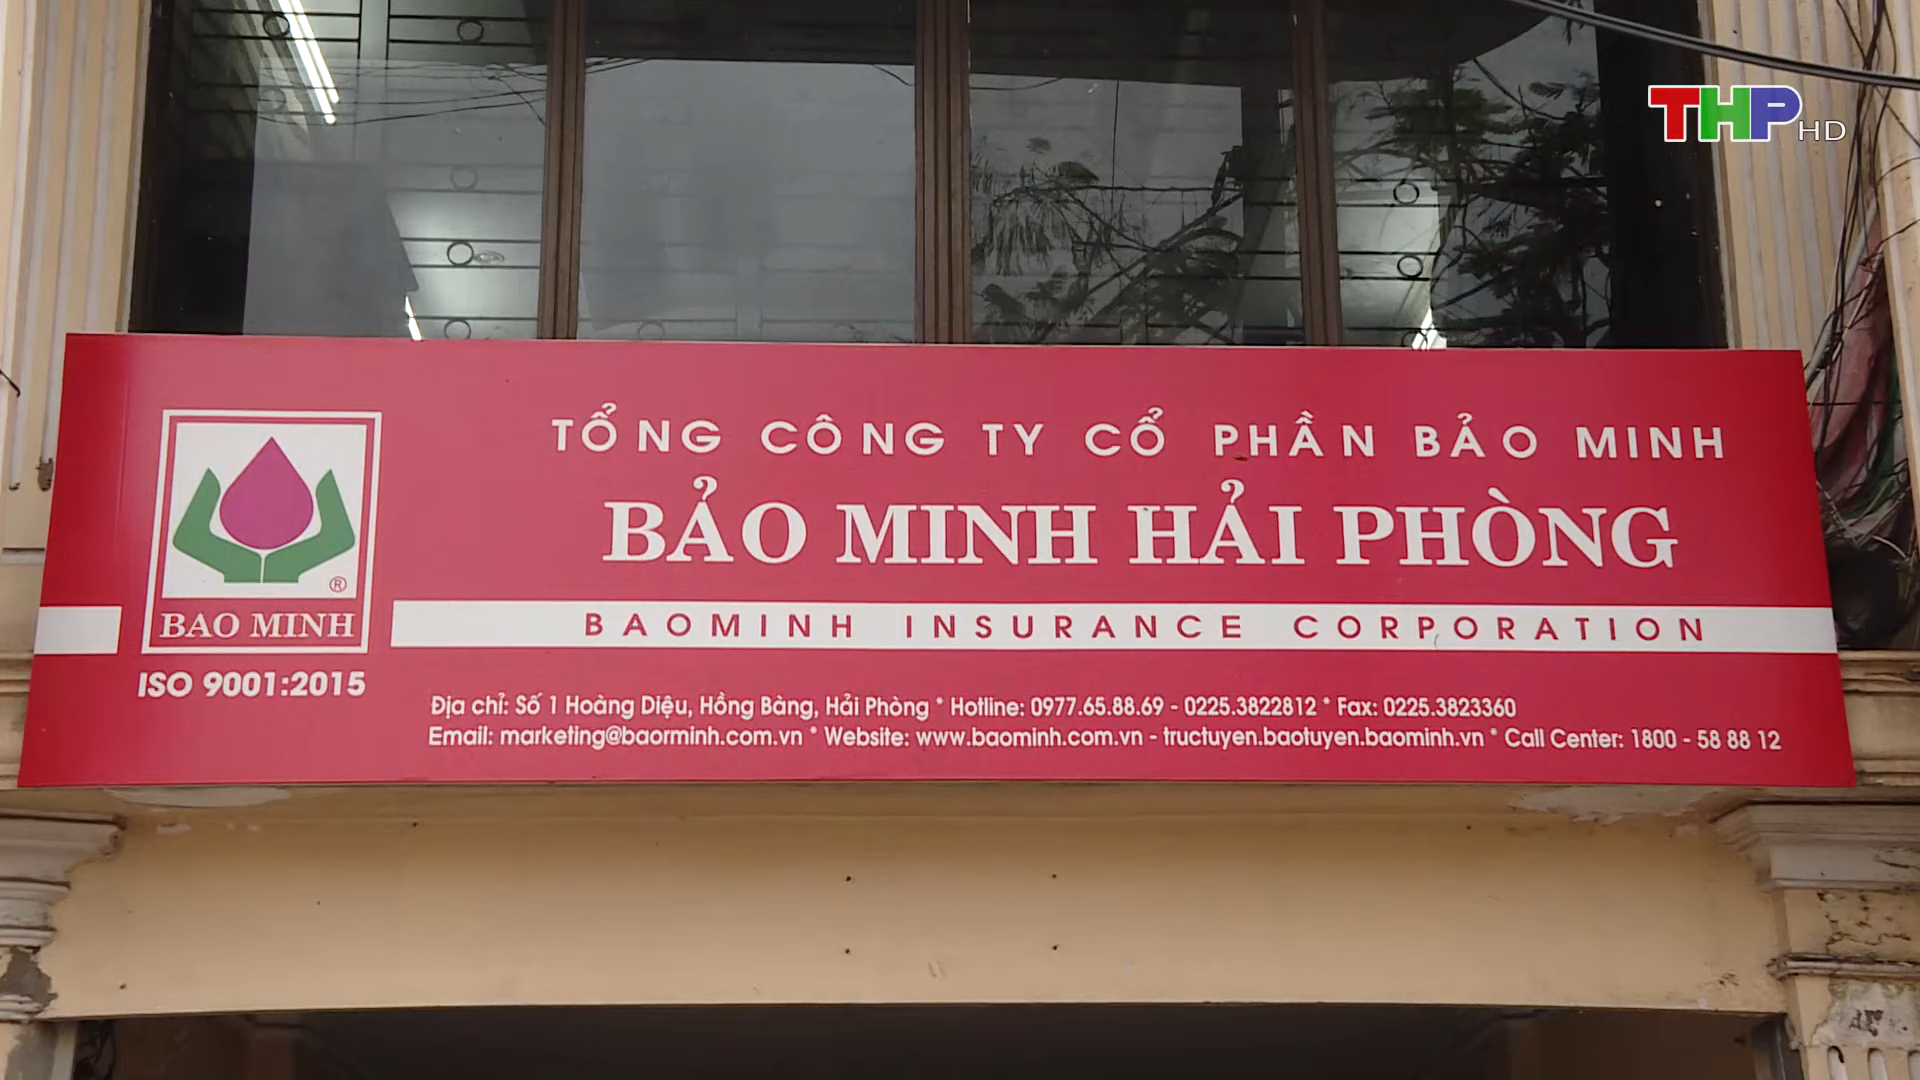 THP HD
TỔNG CÔNG TY CỔ PHẦN BẢO MINH
BẢO MINH HẢI PHÒNG
BAOMINH INSURANCE CORPORATION
®
BAO MINH
ISO 9001:2015
Địa chỉ: Số 1 Hoàng Diệu, Hồng Bàng, Hải Phòng * Hotline: 0977.65.88.69 - 0225.3822812 * Fax: 0225.3823360
Email: marketing@baorminh.com.vn * Website: www.baominh.com.vn - tructuyen.baotuyen.baominh.vn * Call Center: 1800 - 58 88 12